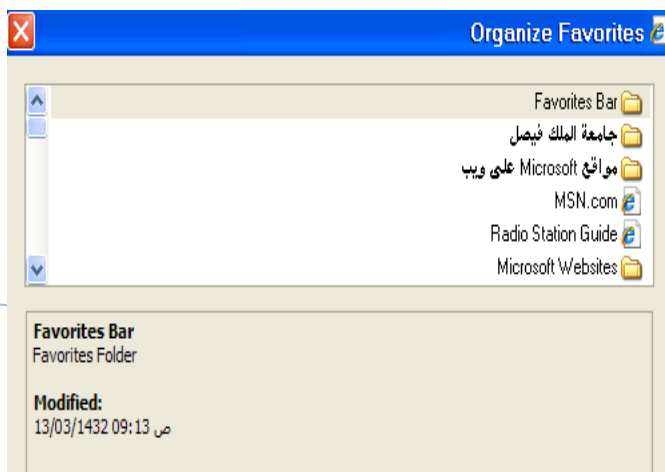 Organize Favorites
Favorites Bar
جامعة الملك فيصل
مواقع Microsoft على ويب
MSN.com
Radio Station Guide
Microsoft Websites
Favorites Bar
Favorites Folder
Modified:
13/03/1432 09:13 ص